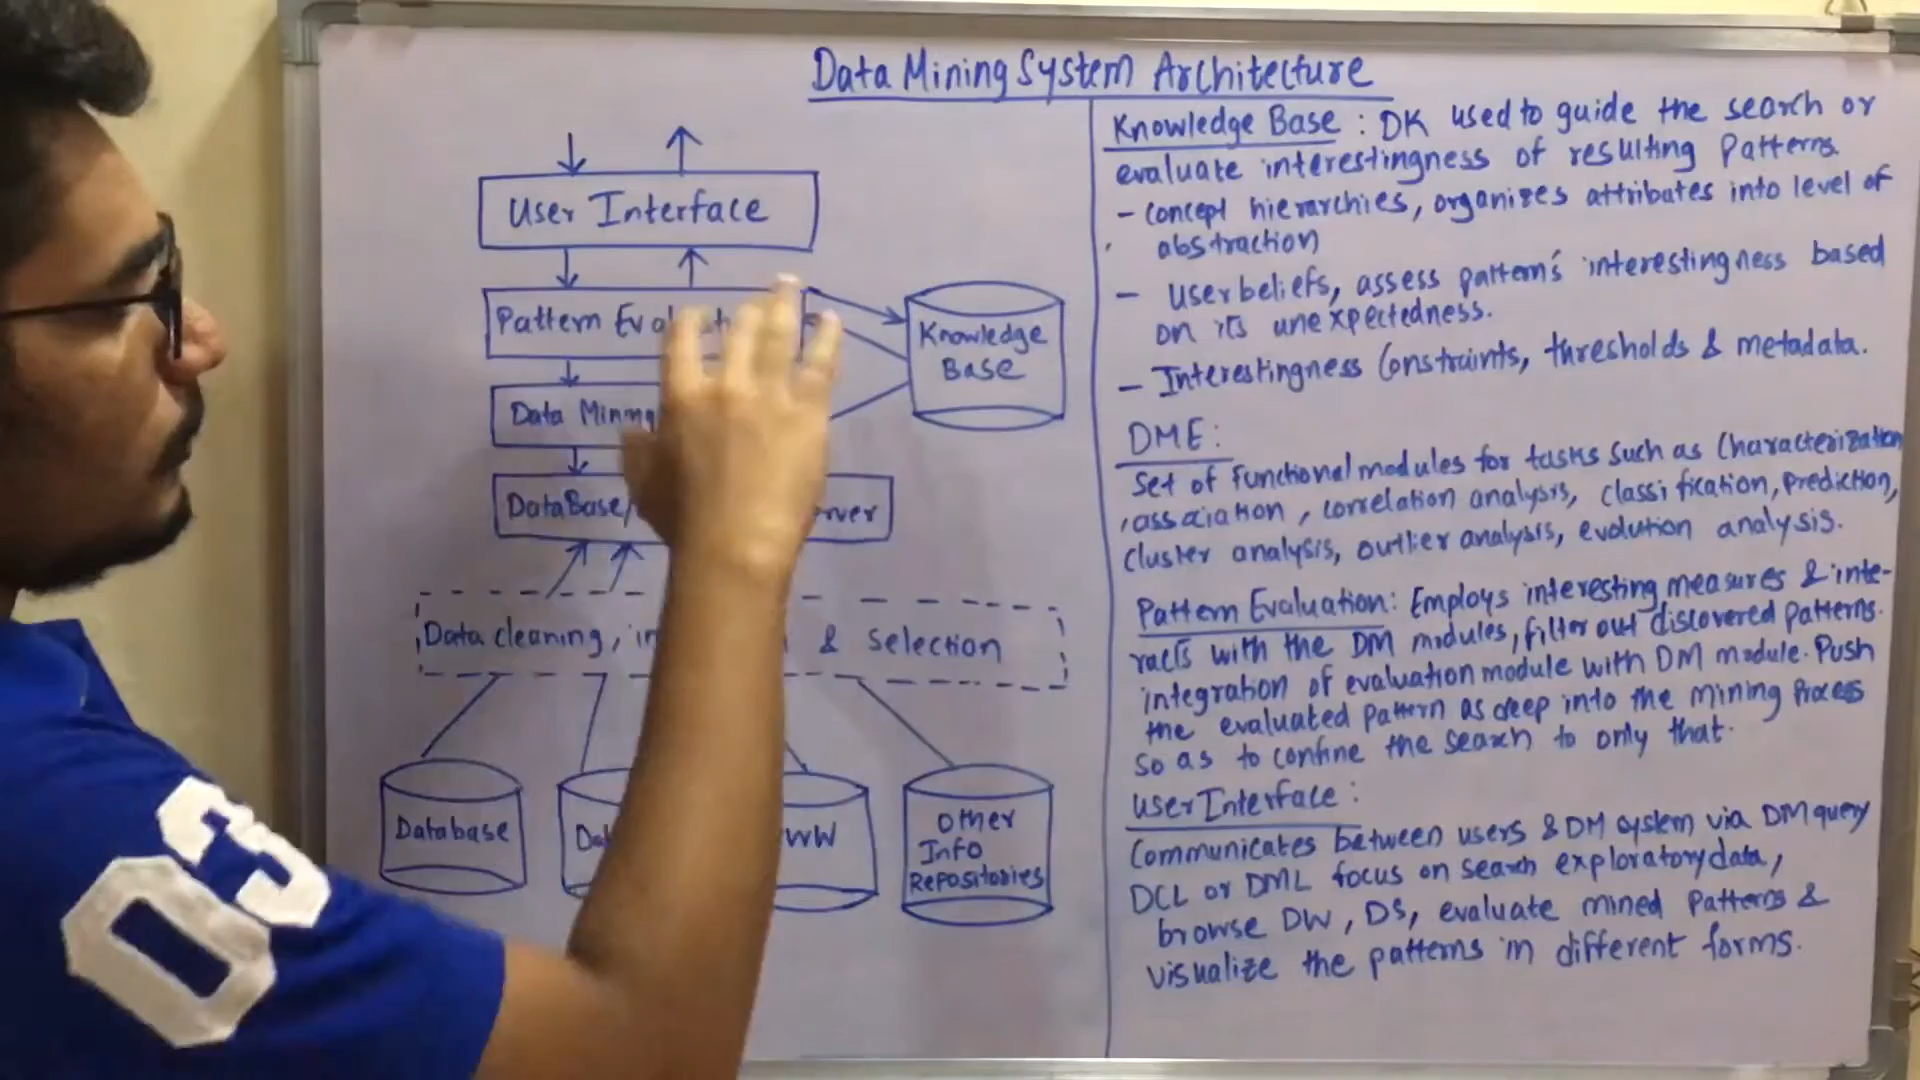 Data Mining System Architecture
User Interface
Pattern
Knowledge
Base
Data Mining
DataBase/
Data cleaning, & selection
Database
Other
Info
Repositories
Knowledge Base : DK used to guide the search or
evaluate interestingness of resulting Patterns.
- concept hierarchies, organizes attributes into level of
abstraction
- User beliefs, assess pattern's interestingness based
on its unexpectedness.
- Interestingness Constraints, thresholds & metadata.
DME :
Set of functional modules for tasks such as Characterization
, association, correlation analysis, classification, prediction,
cluster analysis, outlier analysis, evolution analysis.
Pattern Evaluation: Employs interesting measures & inte-
racts with the DM modules, filter out discovered patterns.
integration of evaluation module with DM module. Push
the evaluated pattern as deep into the mining process
so as to confine the search to only that.
User Interface :
Communicates between users & DM system via DM query
DCL or DML focus on search exploratory data,
browse DW, DS, evaluate mined Patterns &
visualize the patterns in different forms.
03